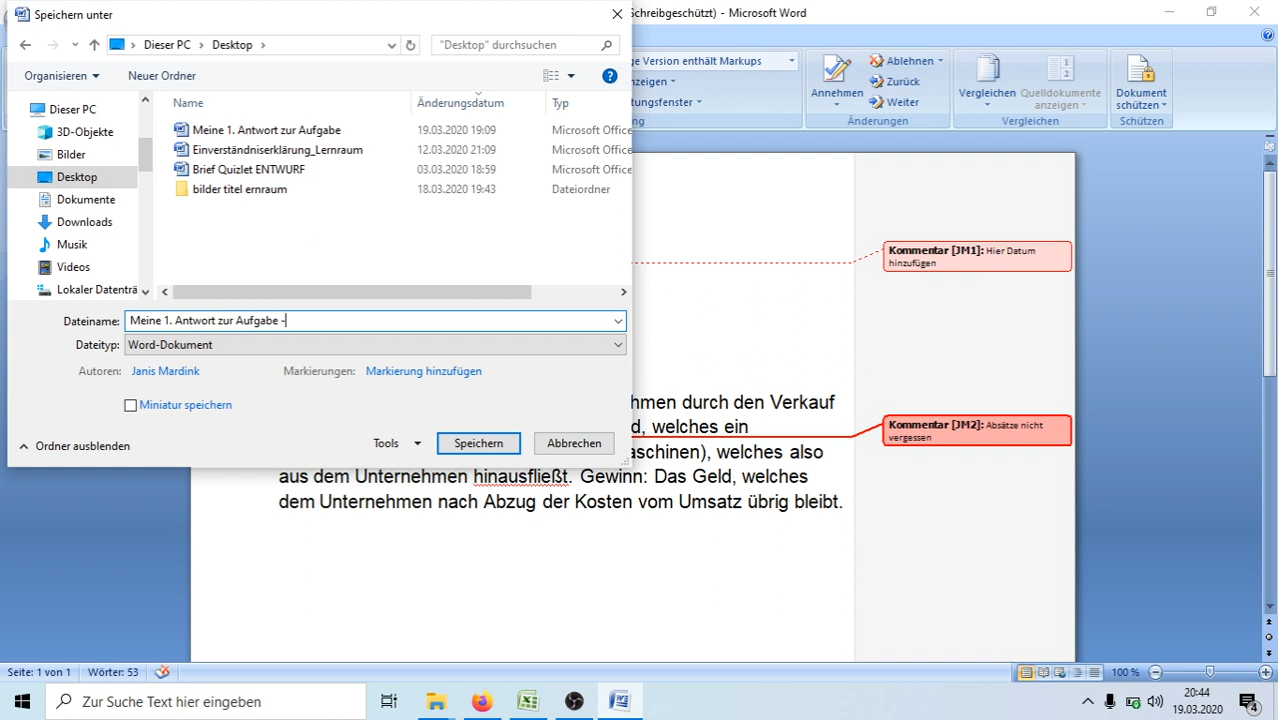 Speichern unter
Schreibgeschützt) - Microsoft Word
Dieser PC > Desktop >
"Desktop" durchsuchen
Organisieren
Neuer Ordner
ge Version enthält Markups
nzeigen
tungsfenster
Annehmen
Ablehnen
Zurück
Weiter
Änderungen
Vergleichen
Quelldokumente
anzeigen
Vergleichen
Dokument
schützen
Schützen
Name
Änderungsdatum
Typ
Dieser PC
3D-Objekte
Bilder
Desktop
Dokumente
Downloads
Musik
Videos
Lokaler Datenträ
Meine 1. Antwort zur Aufgabe 19.03.2020 19:09 Microsoft Office
Einverständniserklärung_Lernraum 12.03.2020 21:09 Microsoft Office
Brief Quizlet ENTWURF 03.03.2020 18:59 Microsoft Office
bilder titel ernraum 18.03.2020 19:43 Dateiordner
Dateiname: Meine 1. Antwort zur Aufgabe -
Dateityp: Word-Dokument
Autoren: Janis Mardink
Markierungen: Markierung hinzufügen
Miniatur speichern
Ordner ausblenden
Tools
Speichern
Abbrechen
Kommentar [JM1]: Hier Datum
hinzufügen
Kommentar [JM2]: Absätze nicht
vergessen
hmen durch den Verkauf
d, welches ein
aschinen), welches also
aus dem Unternehmen hinausfließt. Gewinn: Das Geld, welches
dem Unternehmen nach Abzug der Kosten vom Umsatz übrig bleibt.
Seite: 1 von 1
Wörter: 53
100 %
Zur Suche Text hier eingeben
20:44
19.03.2020
4